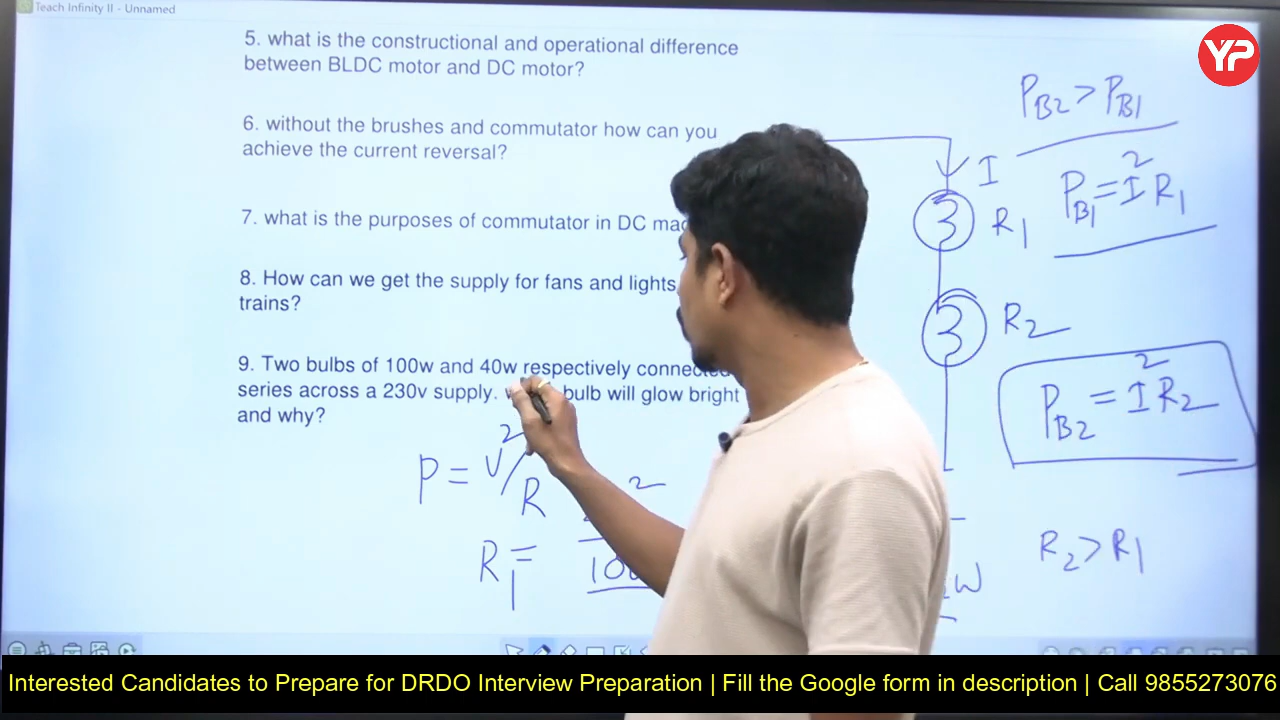 Teach Infinity II - Unnamed
YP
5. what is the constructional and operational difference
between BLDC motor and DC motor?
6. without the brushes and commutator how can you
achieve the current reversal?
7. what is the purposes of commutator in DC
8. How can we get the supply for fans and lights
trains?
9. Two bulbs of 100w and 40w respectively connected
series across a 230v supply. bulb will glow bright
and why?
P = V²/R
R₁ =
2
PB2 > PB1
I
R₁
PB1 = I²R₁
R₂
PB2 = I²R₂
R₂ > R₁
W
Interested Candidates to Prepare for DRDO Interview Preparation | Fill the Google form in description | Call 9855273076